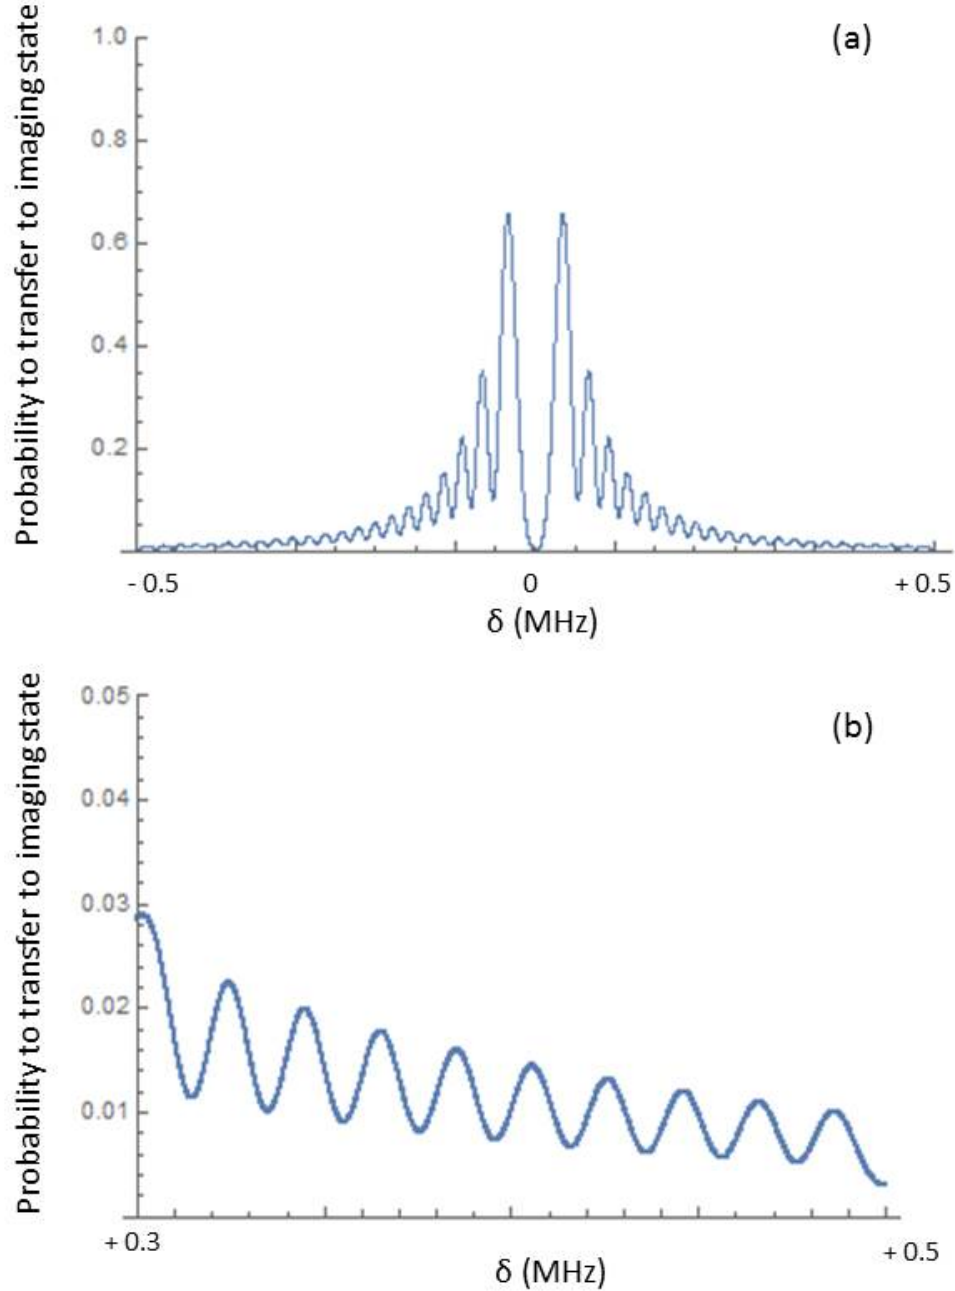 Probability to transfer to imaging state
(a)
1.0
0.8
0.6
0.4
0.2
- 0.5
0
+ 0.5
δ (MHz)
Probability to transfer to imaging state
(b)
0.05
0.04
0.03
0.02
0.01
+ 0.3
+ 0.5
δ (MHz)